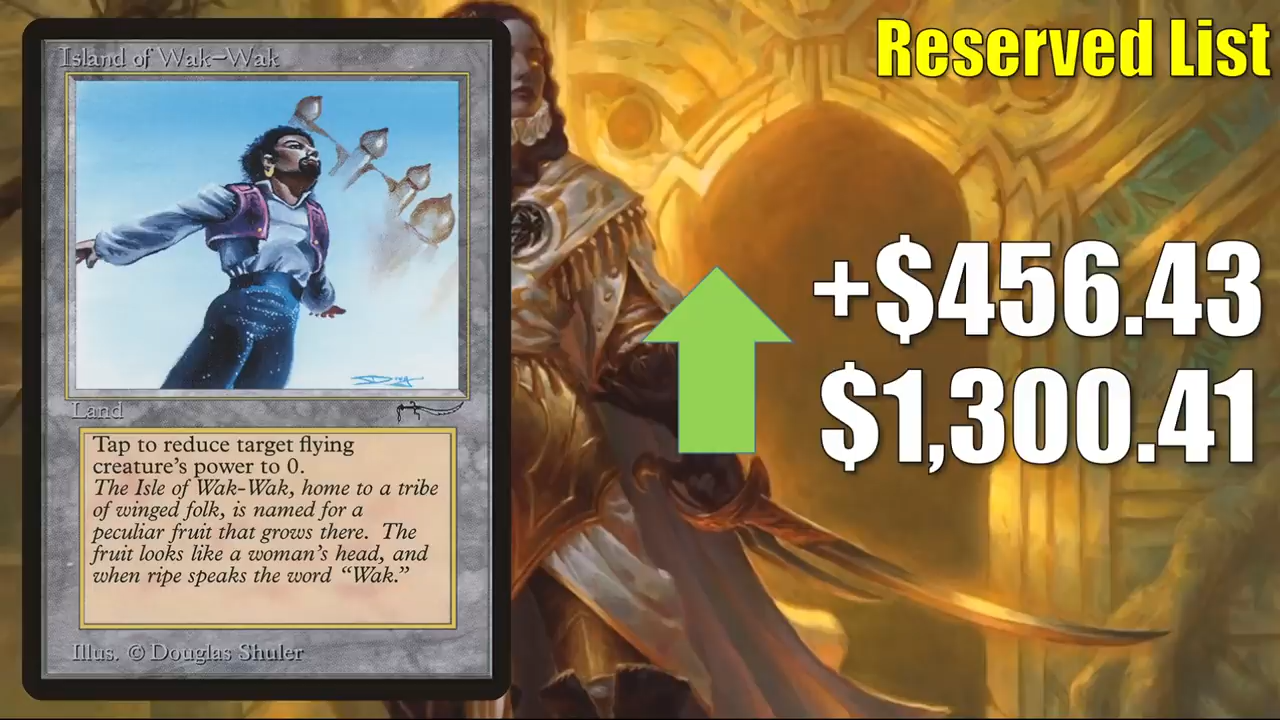 Island of Wak-Wak
Land
Tap to reduce target flying
creature's power to 0.
The Isle of Wak-Wak, home to a tribe
of winged folk, is named for a
peculiar fruit that grows there. The
fruit looks like a woman's head, and
when ripe speaks the word “Wak.”
Illus. © Douglas Shuler
Reserved List
+$456.43
$1,300.41